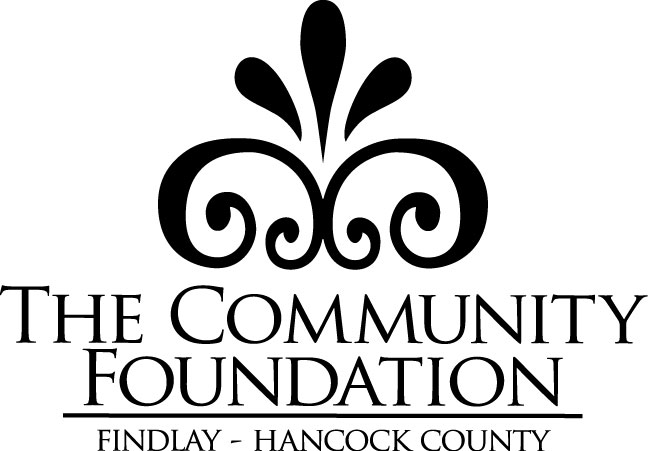 THE COMMUNITY
FOUNDATION
FINDLAY - HANCOCK COUNTY